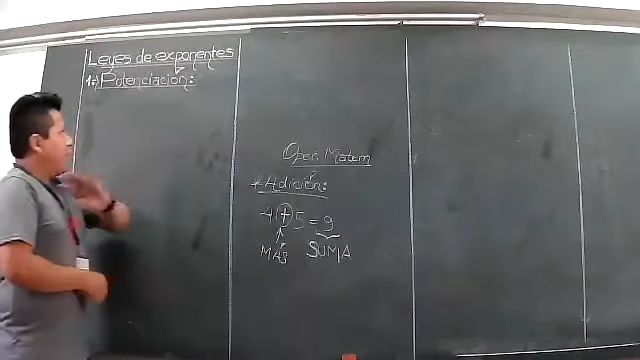 Leyes de exponentes
1.) Potenciación:
Oper. Matem
* Adición:
4 + 5 = 9
MÁS SUMA